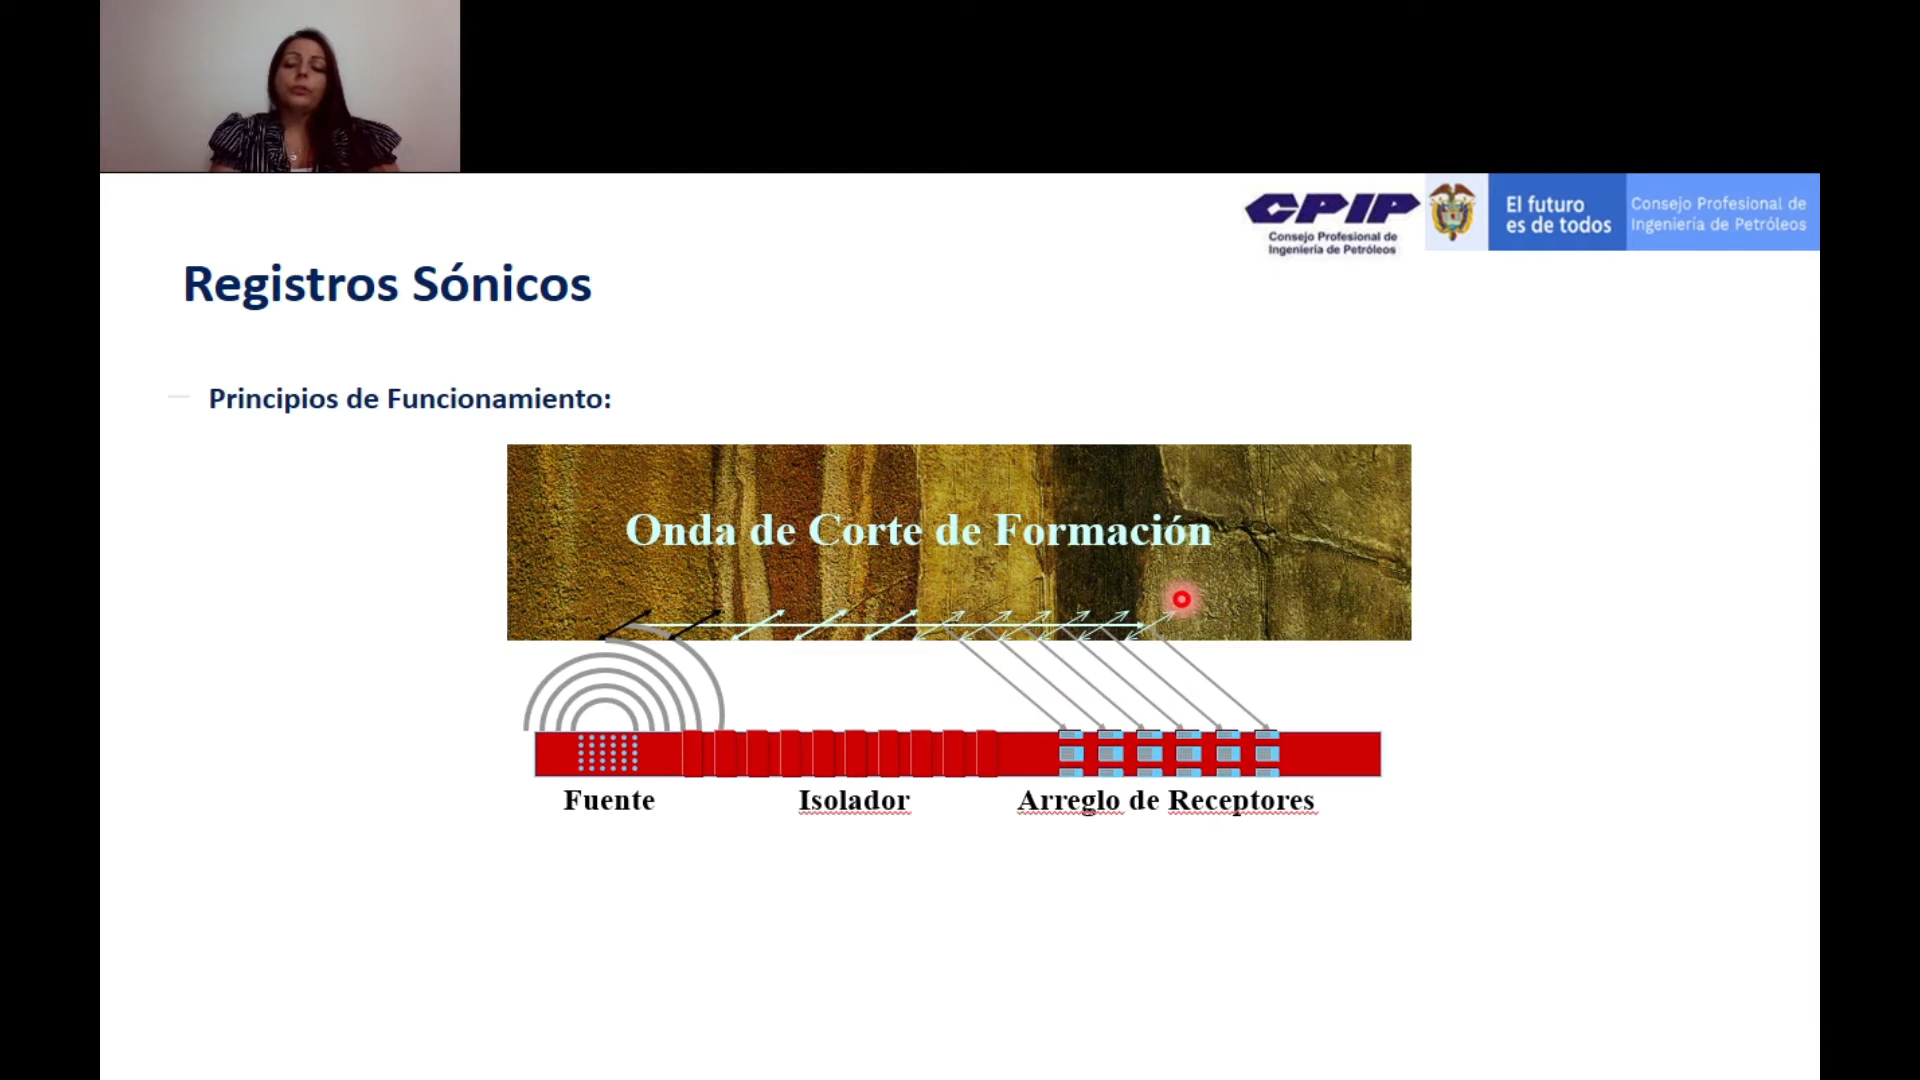 CPIP
Consejo Profesional de
Ingeniería de Petróleos
El futuro
es de todos
Consejo Profesional de
Ingeniería de Petróleos
Registros Sónicos
Principios de Funcionamiento:
Onda de Corte de Formación
Fuente
Isolador
Arreglo de Receptores